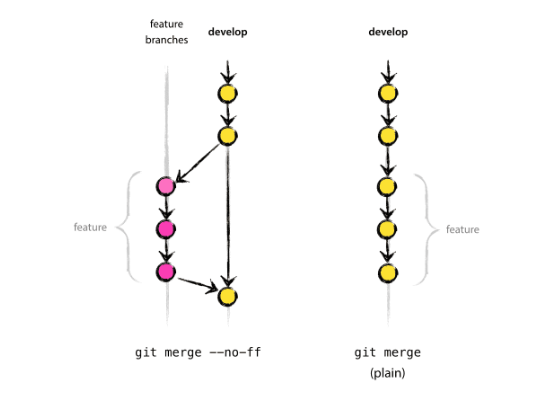 feature
branches
develop
develop
feature
feature
git merge --no-ff
git merge
(plain)